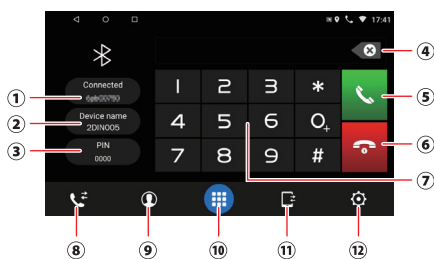 17:41
④
Connected
①
1 2 3 *
⑤
Device name
②
2DIN005
4 5 6 0+
⑥
PIN
③
0000
7 8 9 #
⑦
⑧ ⑨ ⑩ ⑪ ⑫